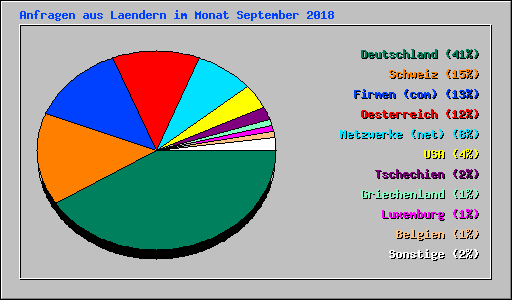 Anfragen aus Laendern im Monat September 2018
Deutschland (41%)
Schweiz (15%)
Firmen (com) (13%)
Oesterreich (12%)
Netzwerke (net) (8%)
USA (4%)
Tschechien (2%)
Griechenland (1%)
Luxemburg (1%)
Belgien (1%)
Sonstige (2%)